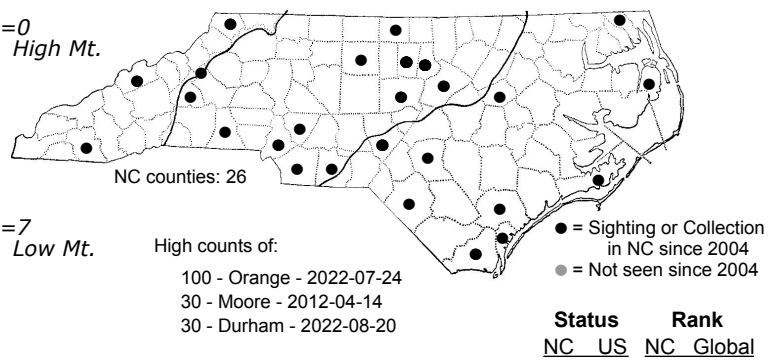 =0
High Mt.
NC counties: 26
=7
Low Mt.
High counts of:
100 - Orange - 2022-07-24
30 - Moore - 2012-04-14
30 - Durham - 2022-08-20
● = Sighting or Collection
in NC since 2004
● = Not seen since 2004
Status Rank
NC US NC Global